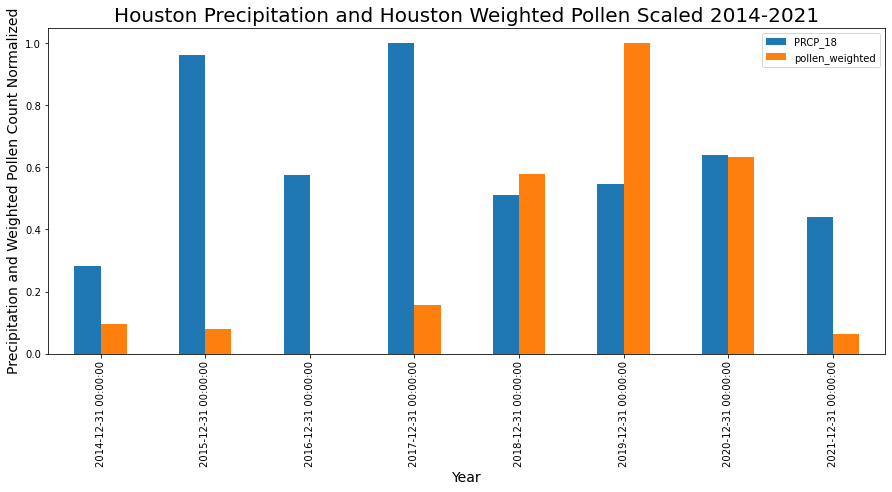 Houston Precipitation and Houston Weighted Pollen Scaled 2014-2021
Precipitation and Weighted Pollen Count Normalized
1.0
0.8
0.6
0.4
0.2
0.0
PRCP_18
pollen_weighted
2014-12-31 00:00:00
2015-12-31 00:00:00
2016-12-31 00:00:00
2017-12-31 00:00:00
2018-12-31 00:00:00
2019-12-31 00:00:00
2020-12-31 00:00:00
2021-12-31 00:00:00
Year